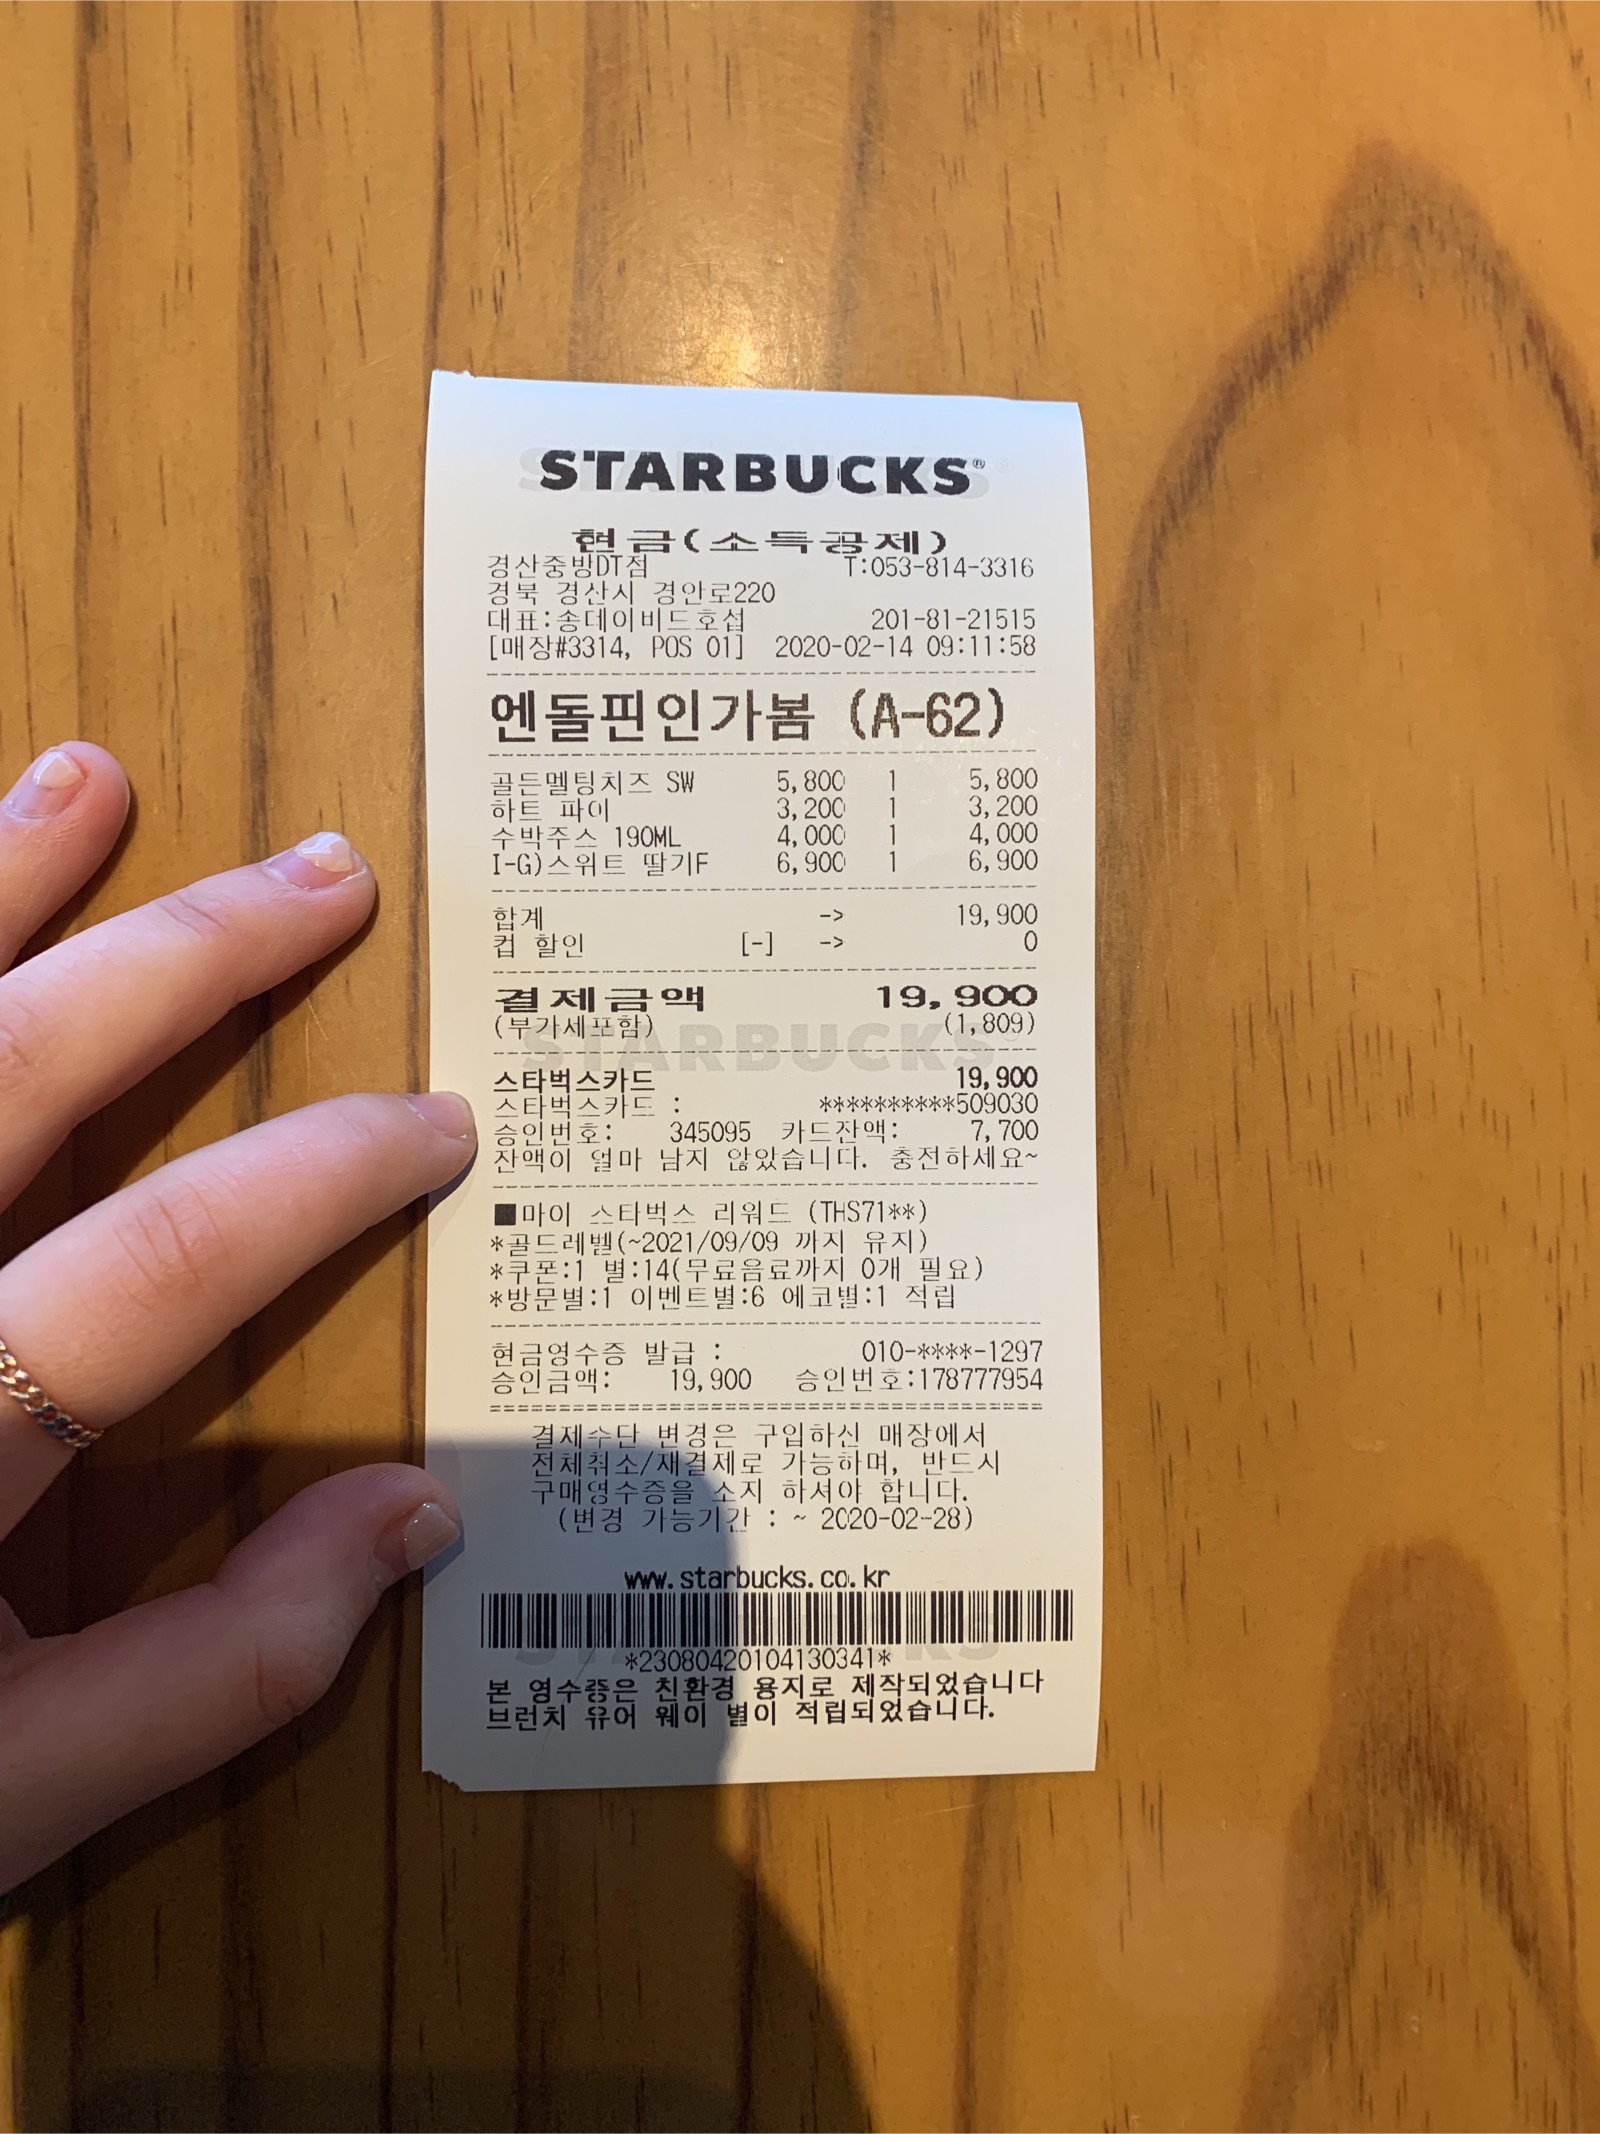 STARBUCKS®
현금(소득공제)
경산중방DT점 T:053-814-3316
경북 경산시 경안로220
대표:송데이비드호섭 201-81-21515
[매장#3314, POS 01] 2020-02-14 09:11:58
엔돌핀인가봄 (A-62)
골든멜팅치즈 SW 5,800 1 5,800
하트 파이 3,200 1 3,200
수박주스 190ML 4,000 1 4,000
I-G)스위트 딸기F 6,900 1 6,900
합계 -> 19,900
컵 할인 [-] -> 0
결제금액 19,900
(부가세포함) (1,809)
STARBUCKS
스타벅스카드 19,900
스타벅스카드 : **********509030
승인번호: 345095 카드잔액: 7,700
잔액이 얼마 남지 않았습니다. 충전하세요~
■마이 스타벅스 리워드 (THS71**)
*골드레벨(~2021/09/09 까지 유지)
*쿠폰:1 별:14(무료음료까지 0개 필요)
*방문별:1 이벤트별:6 에코별:1 적립
현금영수증 발급 : 010-****-1297
승인금액: 19,900 승인번호:178777954
결제수단 변경은 구입하신 매장에서
전체취소/재결제로 가능하며, 반드시
구매영수증을 소지 하셔야 합니다.
(변경 가능기간 : ~ 2020-02-28)
www.starbucks.co.kr
*23080420104130341*
본 영수증은 친환경 용지로 제작되었습니다
브런치 유어 웨이 별이 적립되었습니다.